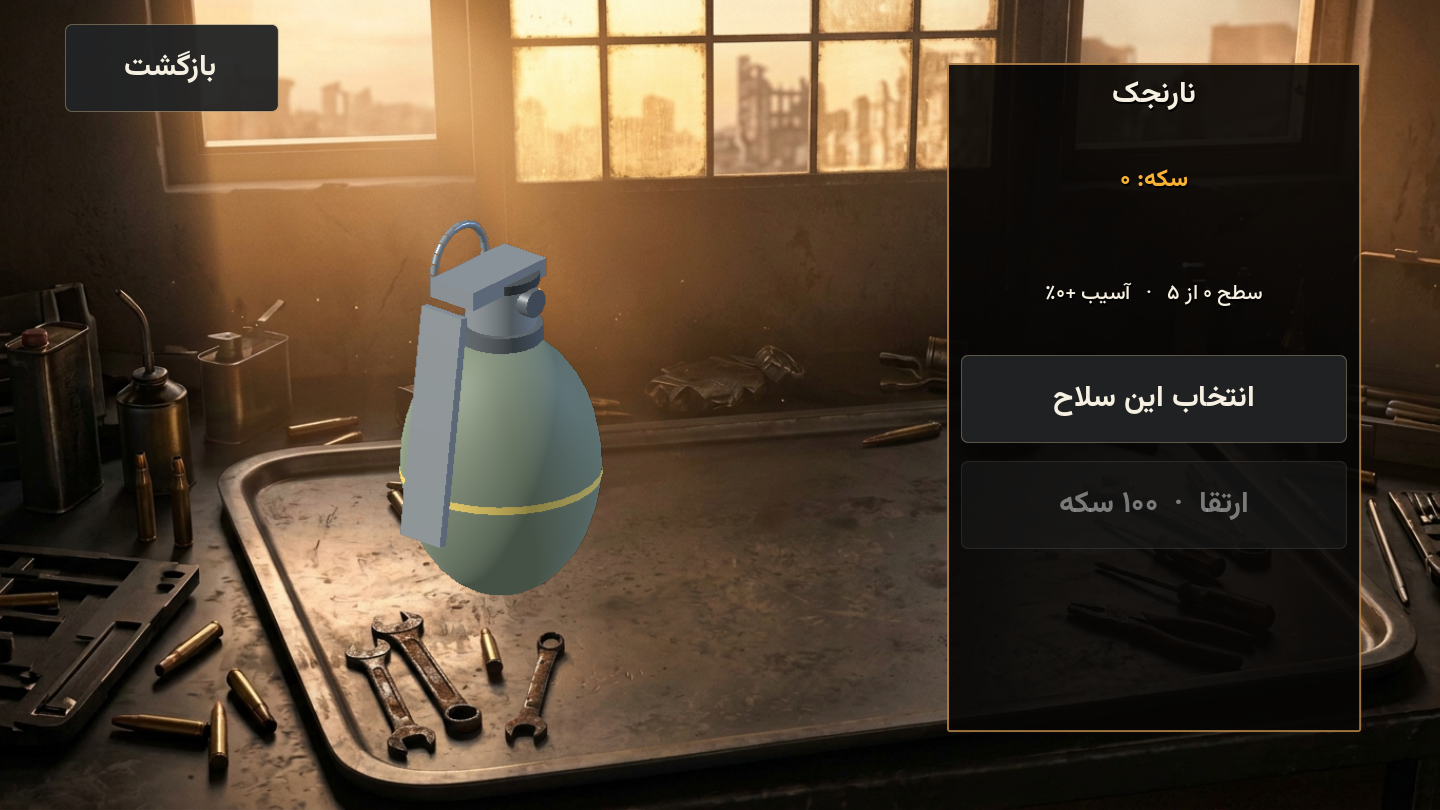 بازگشت
نارنجک
سکه: ۰
سطح ۰ از ۵ · آسیب +۰٪
انتخاب این سلاح
ارتقا · ۱۰۰ سکه